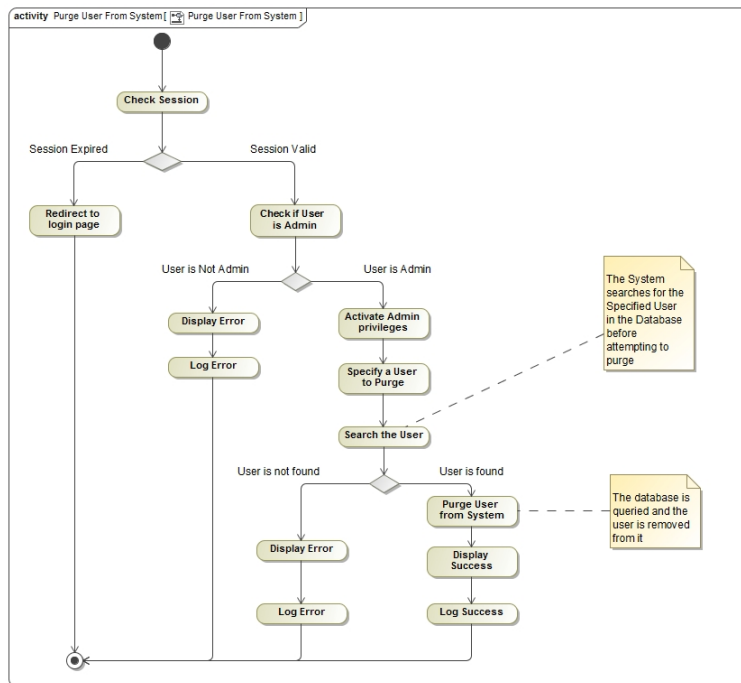 activity Purge User From System[ Purge User From System ]
Check Session
Session Expired
Session Valid
Redirect to
login page
Check if User
is Admin
User is Not Admin
User is Admin
Display Error
Log Error
Activate Admin
privileges
Specify a User
to Purge
Search the User
The System
searches for the
Specified User
in the Database
before
attempting to
purge
User is not found
User is found
Display Error
Log Error
Purge User
from System
Display
Success
Log Success
The database is
queried and the
user is removed
from it